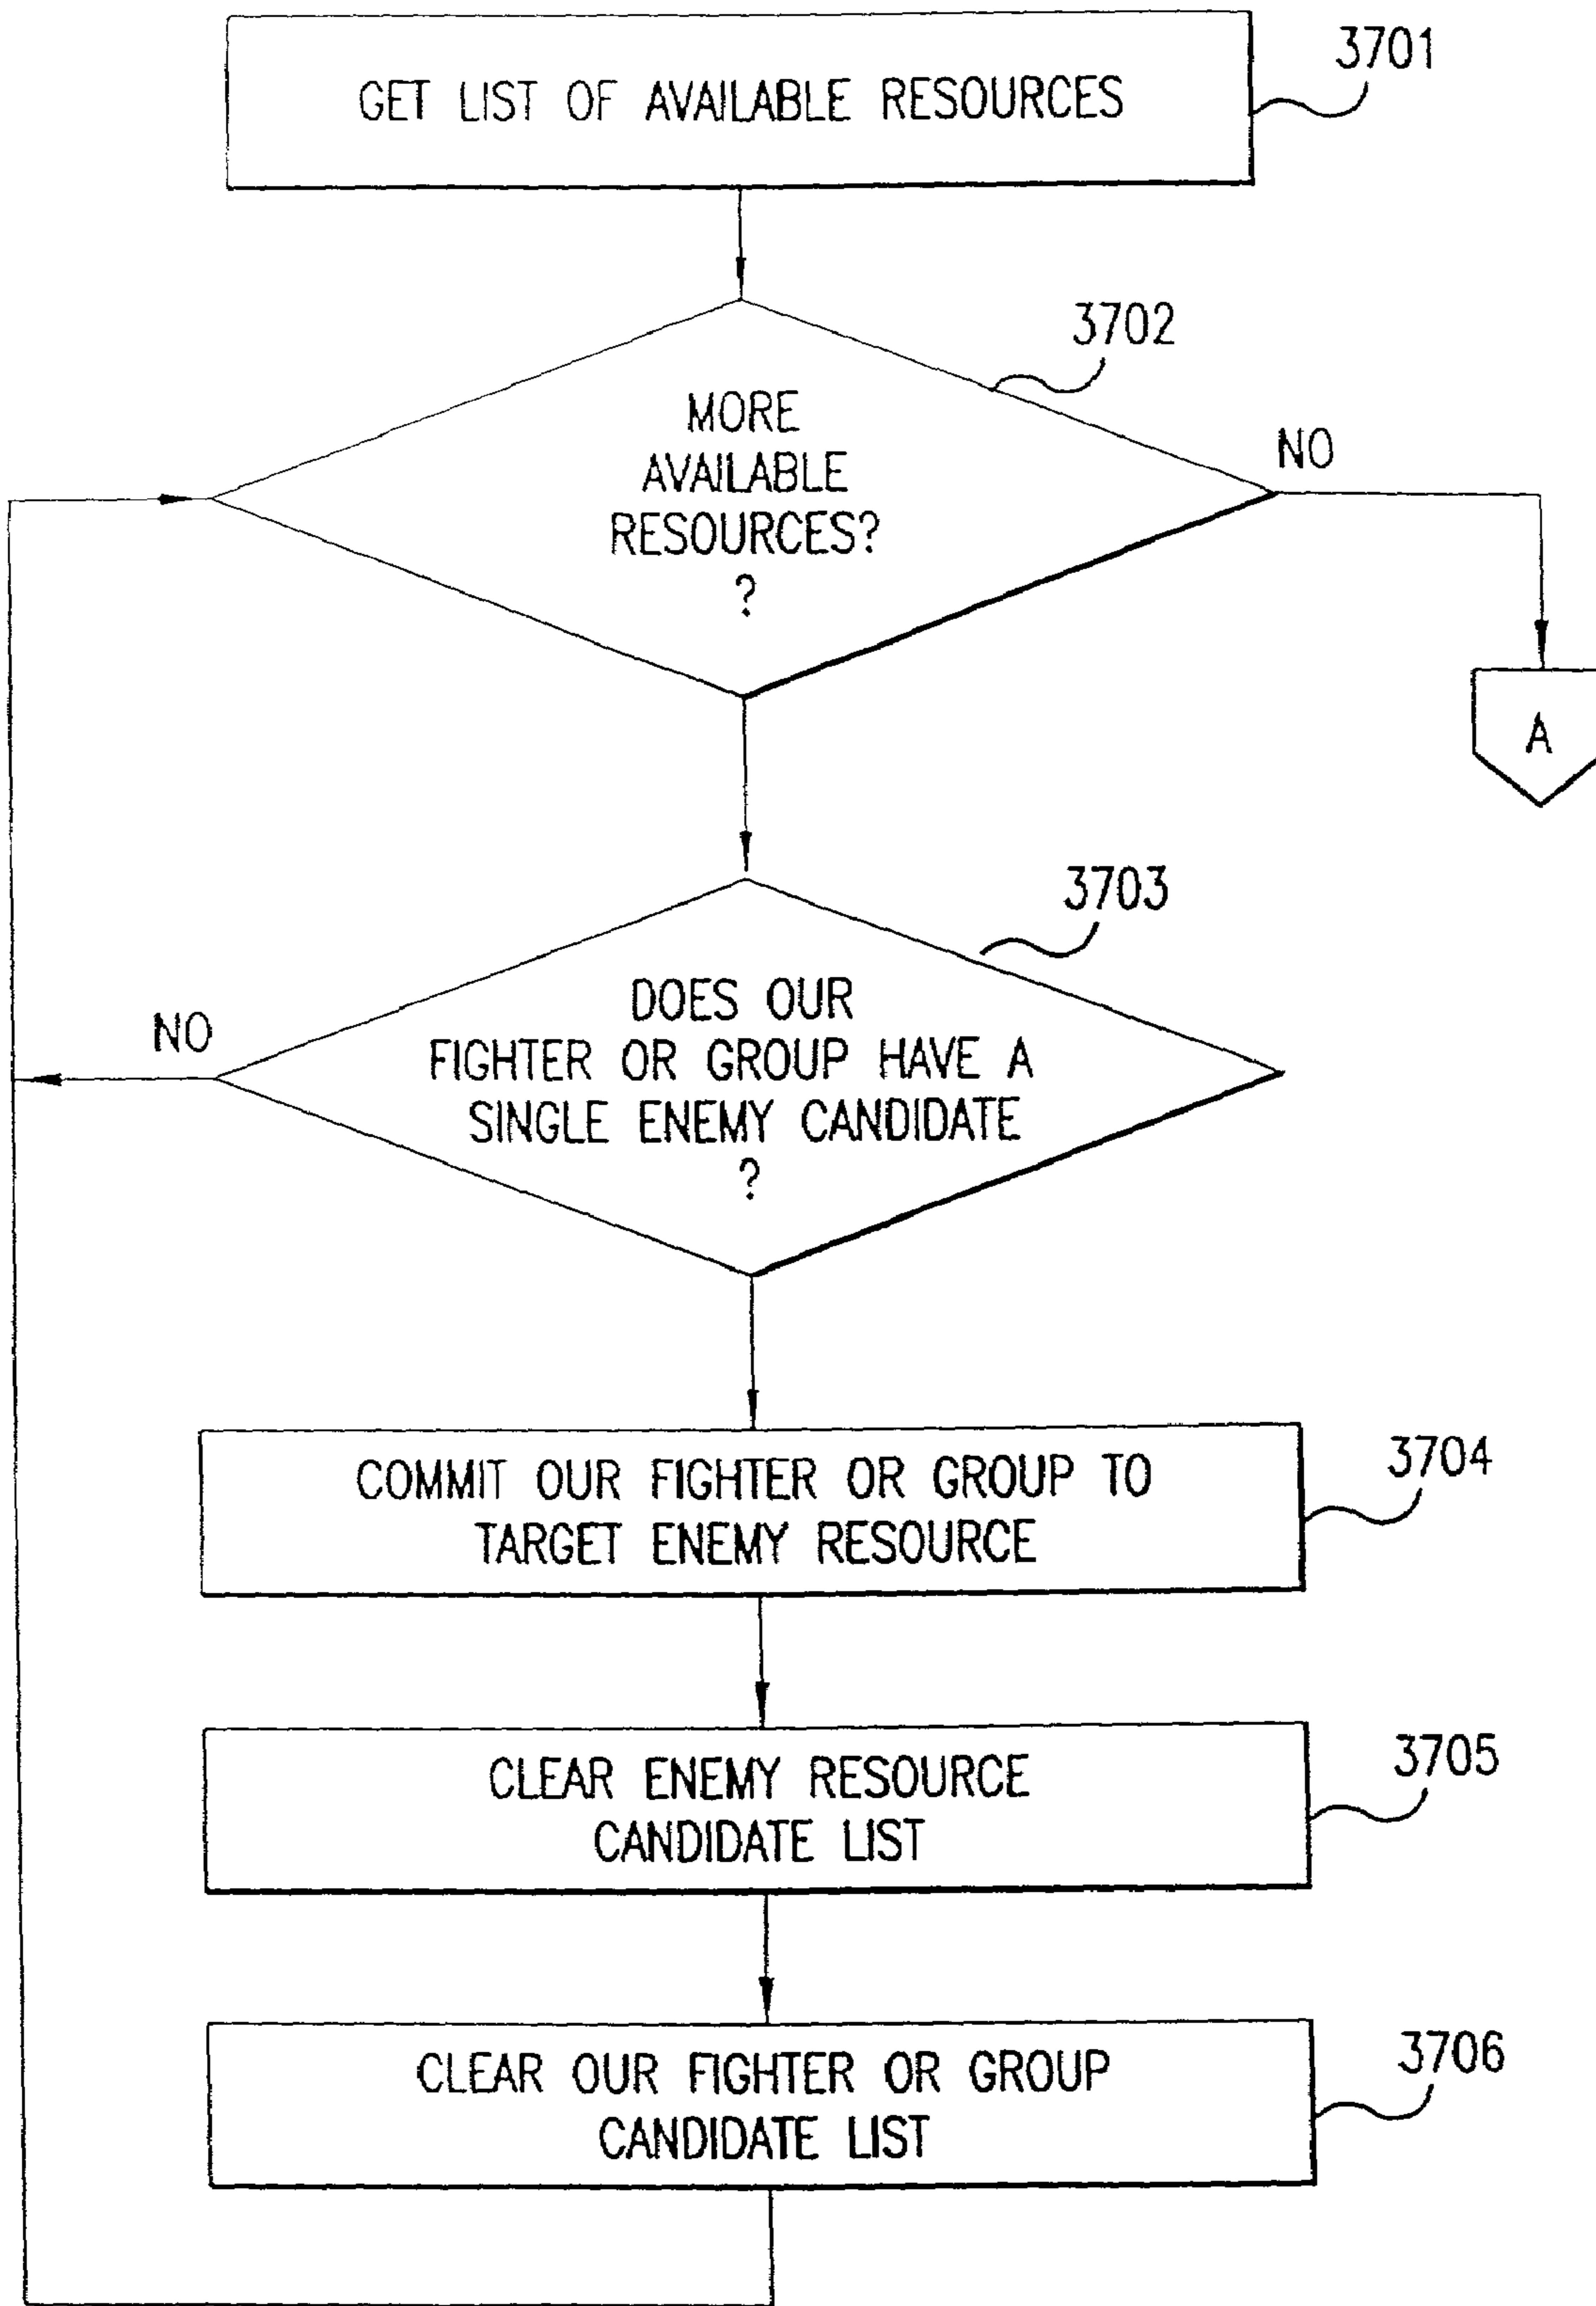 GET LIST OF AVAILABLE RESOURCES
3701
3702
MORE
AVAILABLE
RESOURCES?
?
NO
A
3703
DOES OUR
FIGHTER OR GROUP HAVE A
SINGLE ENEMY CANDIDATE
?
NO
COMMIT OUR FIGHTER OR GROUP TO
TARGET ENEMY RESOURCE
3704
CLEAR ENEMY RESOURCE
CANDIDATE LIST
3705
CLEAR OUR FIGHTER OR GROUP
CANDIDATE LIST
3706